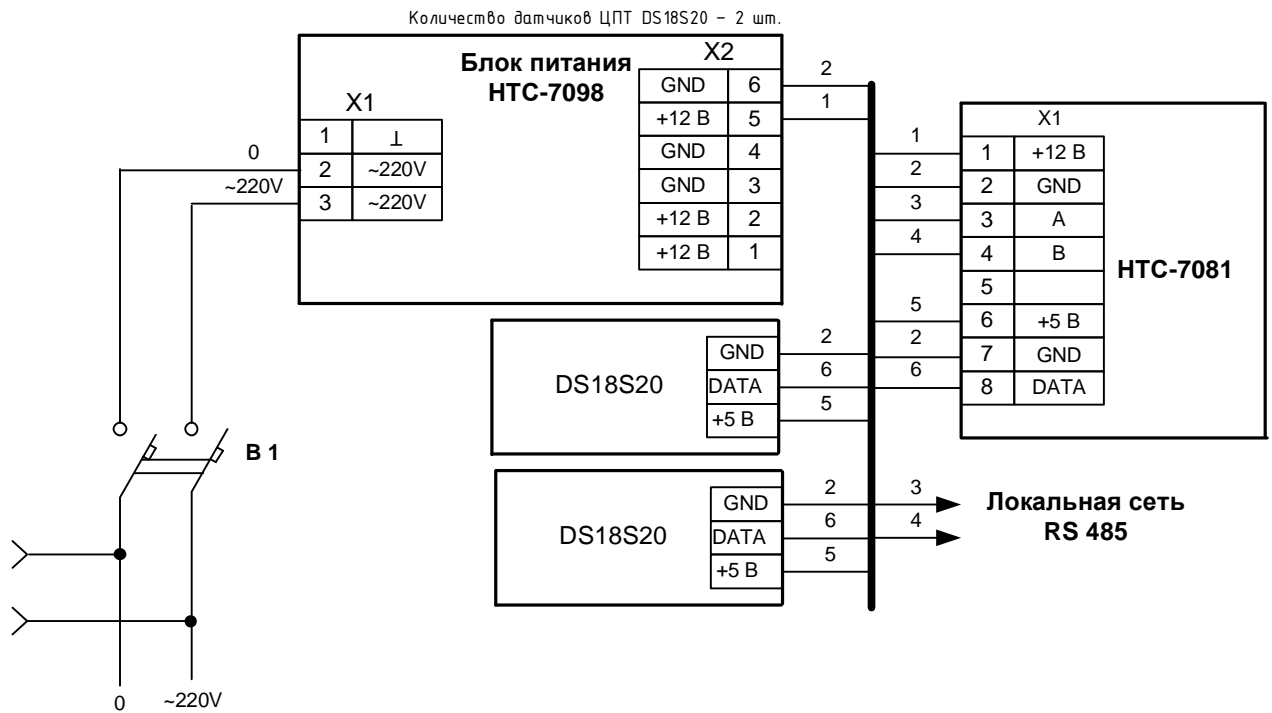 Количество датчиков ЦПТ DS18S20 – 2 шт.
Блок питания
НТС-7098
X1
1 ⊥
2 ~220V
3 ~220V
0
~220V
X2
GND 6
+12 В 5
GND 4
GND 3
+12 В 2
+12 В 1
2
1
X1
1 +12 В
2 GND
3 A
4 B
5
6 +5 В
7 GND
8 DATA
НТС-7081
1
2
3
4
5
2
6
DS18S20
GND
DATA
+5 В
2
6
5
DS18S20
GND
DATA
+5 В
2
6
5
3
4
Локальная сеть
RS 485
В 1
0
~220V